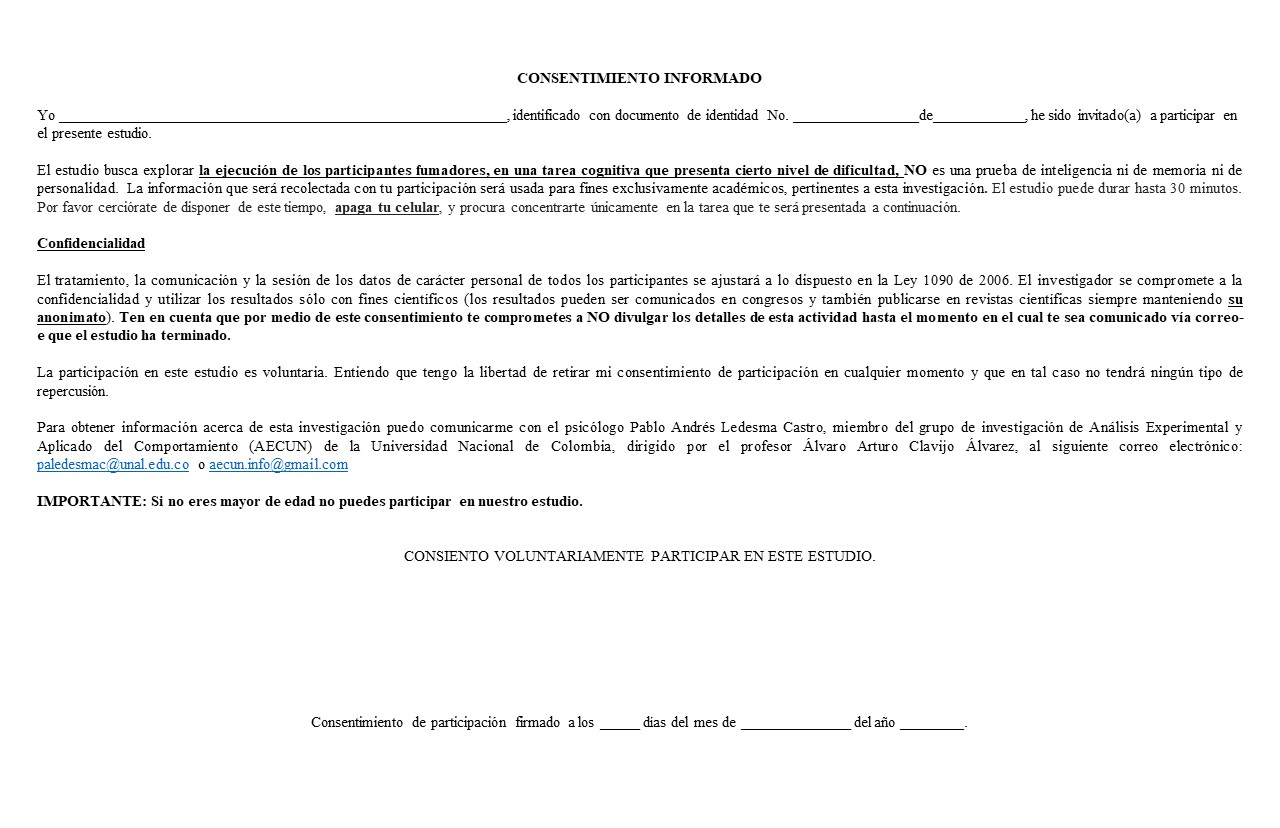 CONSENTIMIENTO INFORMADO
Yo ________________________________________________________, identificado con documento de identidad No. ________________de____________, he sido invitado(a) a participar en
el presente estudio.
El estudio busca explorar la ejecución de los participantes fumadores, en una tarea cognitiva que presenta cierto nivel de dificultad, NO es una prueba de inteligencia ni de memoria ni de
personalidad. La información que será recolectada con tu participación será usada para fines exclusivamente académicos, pertinentes a esta investigación. El estudio puede durar hasta 30 minutos.
Por favor cerciórate de disponer de este tiempo, apaga tu celular, y procura concentrarte únicamente en la tarea que te será presentada a continuación.
Confidencialidad
El tratamiento, la comunicación y la sesión de los datos de carácter personal de todos los participantes se ajustará a lo dispuesto en la Ley 1090 de 2006. El investigador se compromete a la
confidencialidad y utilizar los resultados sólo con fines científicos (los resultados pueden ser comunicados en congresos y también publicarse en revistas científicas siempre manteniendo su
anonimato). Ten en cuenta que por medio de este consentimiento te comprometes a NO divulgar los detalles de esta actividad hasta el momento en el cual te sea comunicado vía correo-
e que el estudio ha terminado.
La participación en este estudio es voluntaria. Entiendo que tengo la libertad de retirar mi consentimiento de participación en cualquier momento y que en tal caso no tendrá ningún tipo de
repercusión.
Para obtener información acerca de esta investigación puedo comunicarme con el psicólogo Pablo Andrés Ledesma Castro, miembro del grupo de investigación de Análisis Experimental y
Aplicado del Comportamiento (AECUN) de la Universidad Nacional de Colombia, dirigido por el profesor Álvaro Arturo Clavijo Álvarez, al siguiente correo electrónico:
paledesmac@unal.edu.co o aecun.info@gmail.com
IMPORTANTE: Si no eres mayor de edad no puedes participar en nuestro estudio.
CONSIENTO VOLUNTARIAMENTE PARTICIPAR EN ESTE ESTUDIO.
Consentimiento de participación firmado a los _____ días del mes de ______________ del año ________.